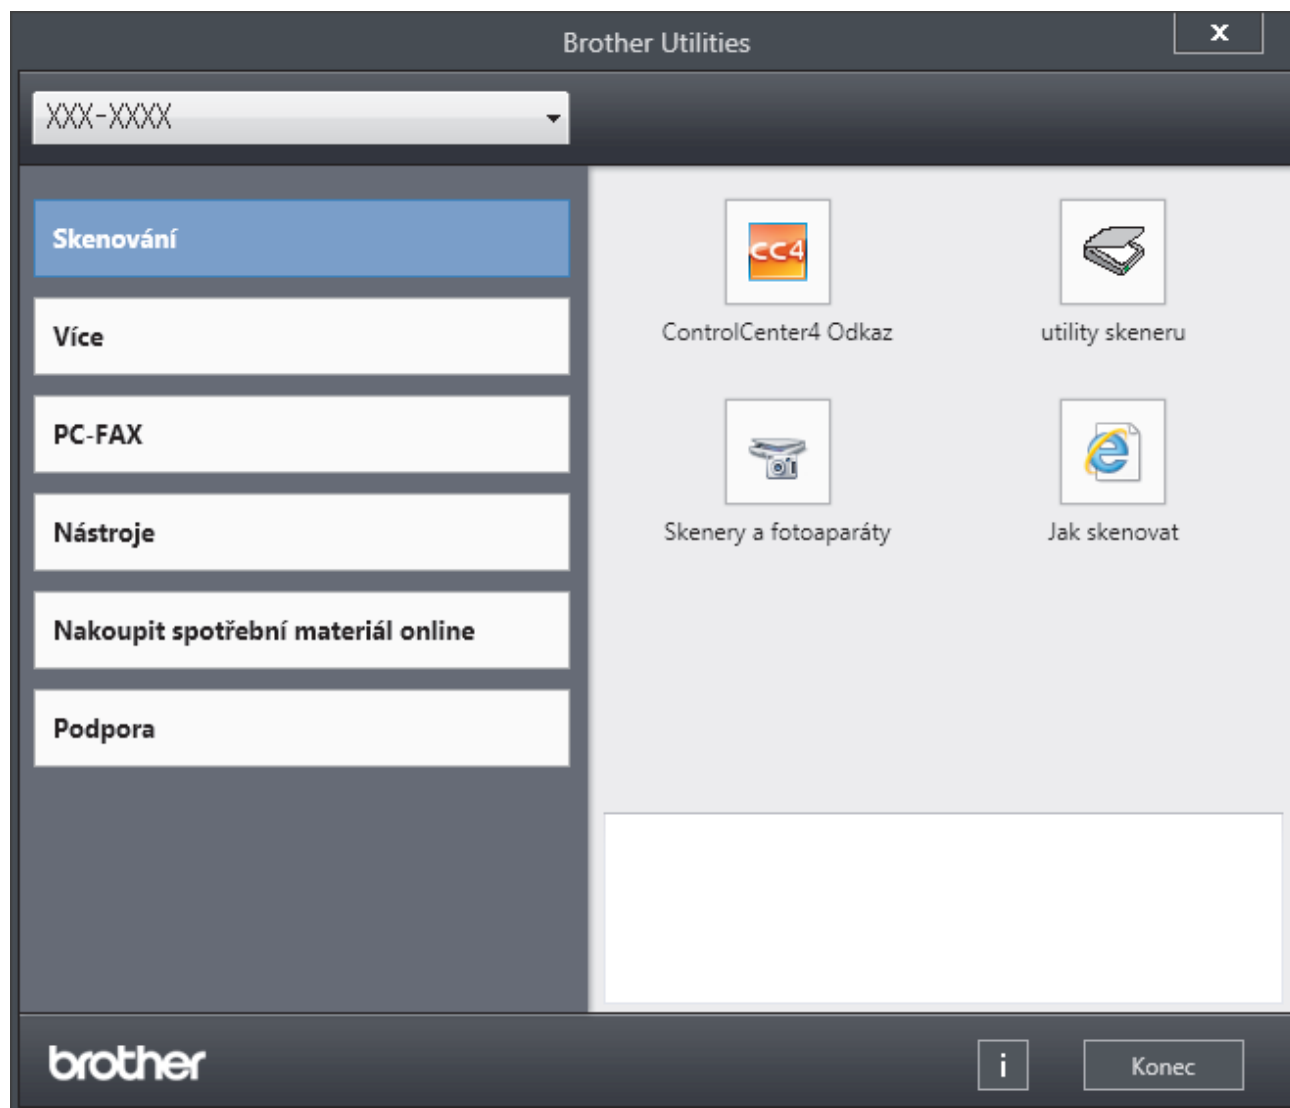 Brother Utilities
x
XXX-XXXX
Skenování
Více
PC-FAX
Nástroje
Nakoupit spotřební materiál online
Podpora
CC4
ControlCenter4 Odkaz
utility skeneru
Skenery a fotoaparáty
Jak skenovat
brother
i
Konec